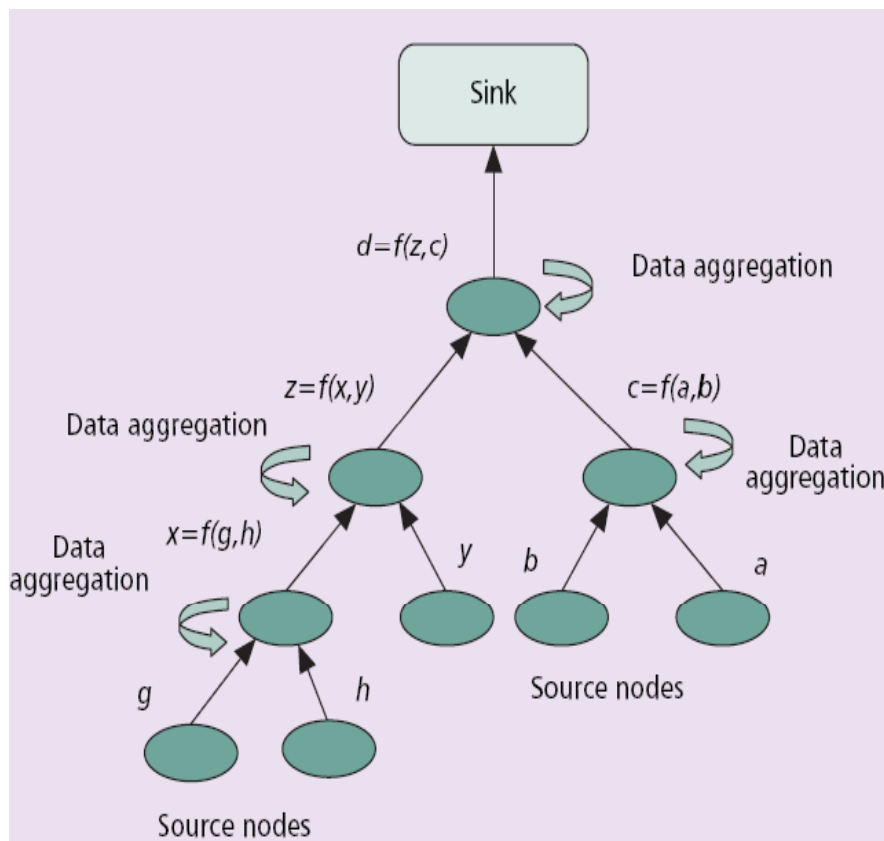 Sink
d=f(z,c)
Data aggregation
z=f(x,y)
c=f(a,b)
Data aggregation
Data
aggregation
x=f(g,h)
Data
aggregation
y
b
a
g
h
Source nodes
Source nodes